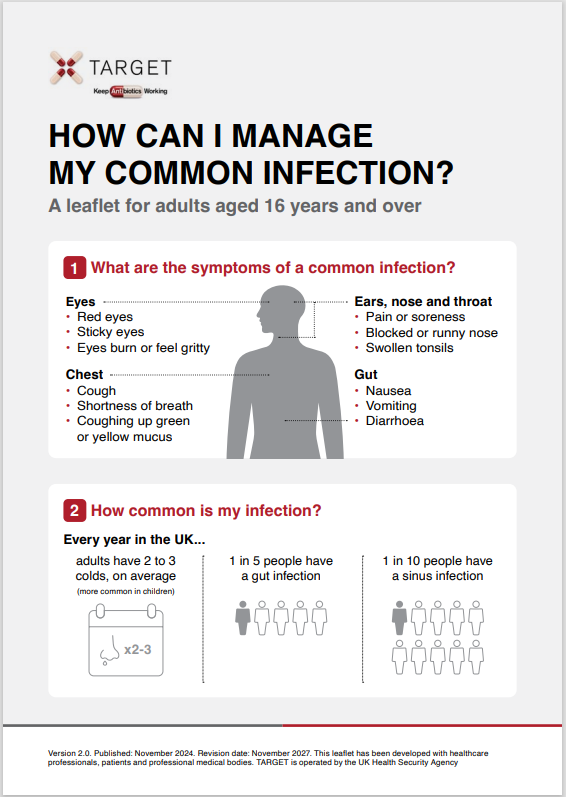 TARGET
Keep Antibiotics Working
HOW CAN I MANAGE
MY COMMON INFECTION?
A leaflet for adults aged 16 years and over
1 What are the symptoms of a common infection?
Eyes
• Red eyes
• Sticky eyes
• Eyes burn or feel gritty
Chest
• Cough
• Shortness of breath
• Coughing up green
or yellow mucus
Ears, nose and throat
• Pain or soreness
• Blocked or runny nose
• Swollen tonsils
Gut
• Nausea
• Vomiting
• Diarrhoea
2 How common is my infection?
Every year in the UK...
adults have 2 to 3
colds, on average
(more common in children)
x2-3
1 in 5 people have
a gut infection
1 in 10 people have
a sinus infection
Version 2.0. Published: November 2024. Revision date: November 2027. This leaflet has been developed with healthcare
professionals, patients and professional medical bodies. TARGET is operated by the UK Health Security Agency